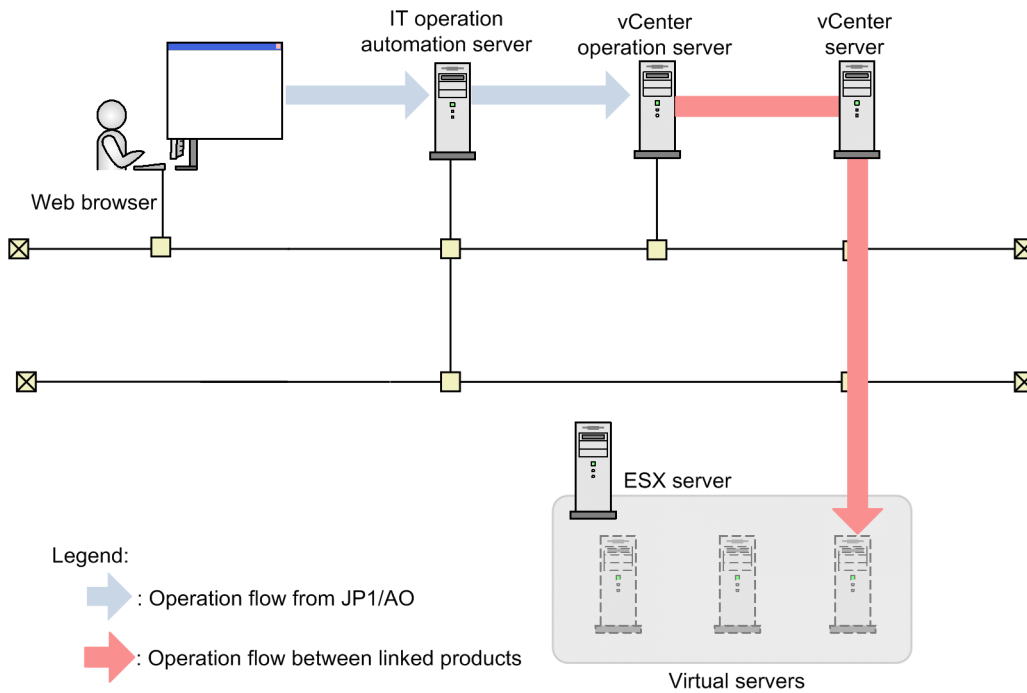 IT operation
automation server
vCenter
operation server
vCenter
server
Web browser
ESX server
Legend:
: Operation flow from JP1/AO
: Operation flow between linked products
Virtual servers